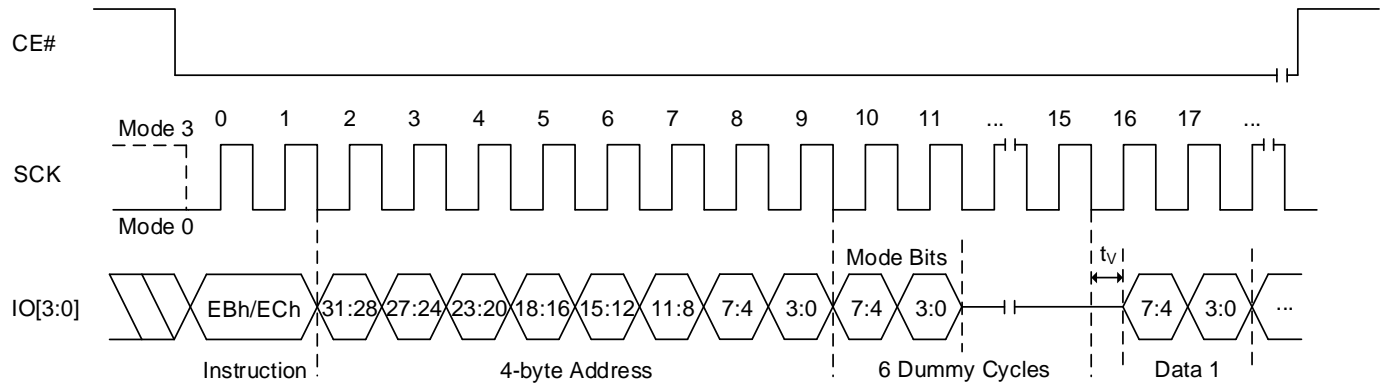 CE#
Mode 3 0 1 2 3 4 5 6 7 8 9 10 11 ... 15 16 17 ...
SCK
Mode 0
Mode Bits tV
IO[3:0] EBh/ECh 31:28 27:24 23:20 18:16 15:12 11:8 7:4 3:0 7:4 3:0 7:4 3:0 ...
Instruction 4-byte Address 6 Dummy Cycles Data 1